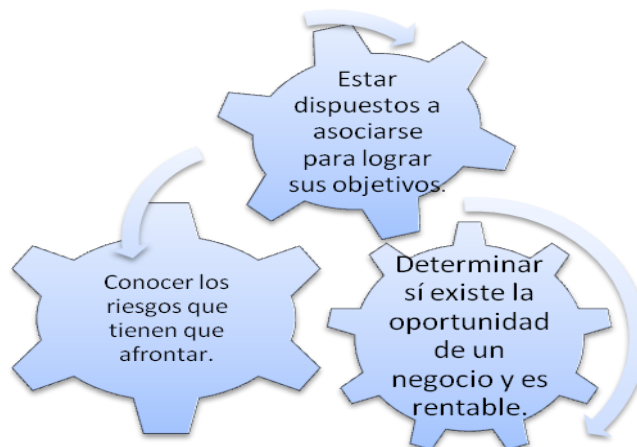 Estar
dispuestos a
asociarse
para lograr
sus objetivos.
Conocer los
riesgos que
tienen que
afrontar.
Determinar
sí existe la
oportunidad
de un
negocio y es
rentable.